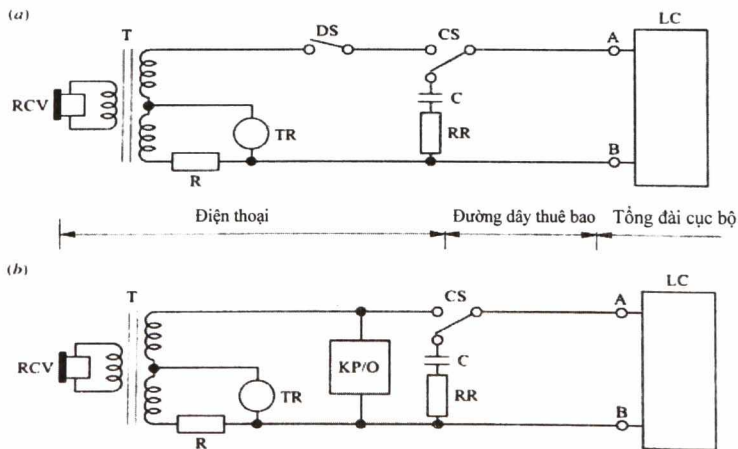 (a)
T
DS
CS
LC
A
RCV
C
TR
RR
R
B
Điện thoại
Đường dây thuê bao
Tổng đài cục bộ
(b)
T
CS
LC
A
RCV
KP/O
C
TR
RR
R
B